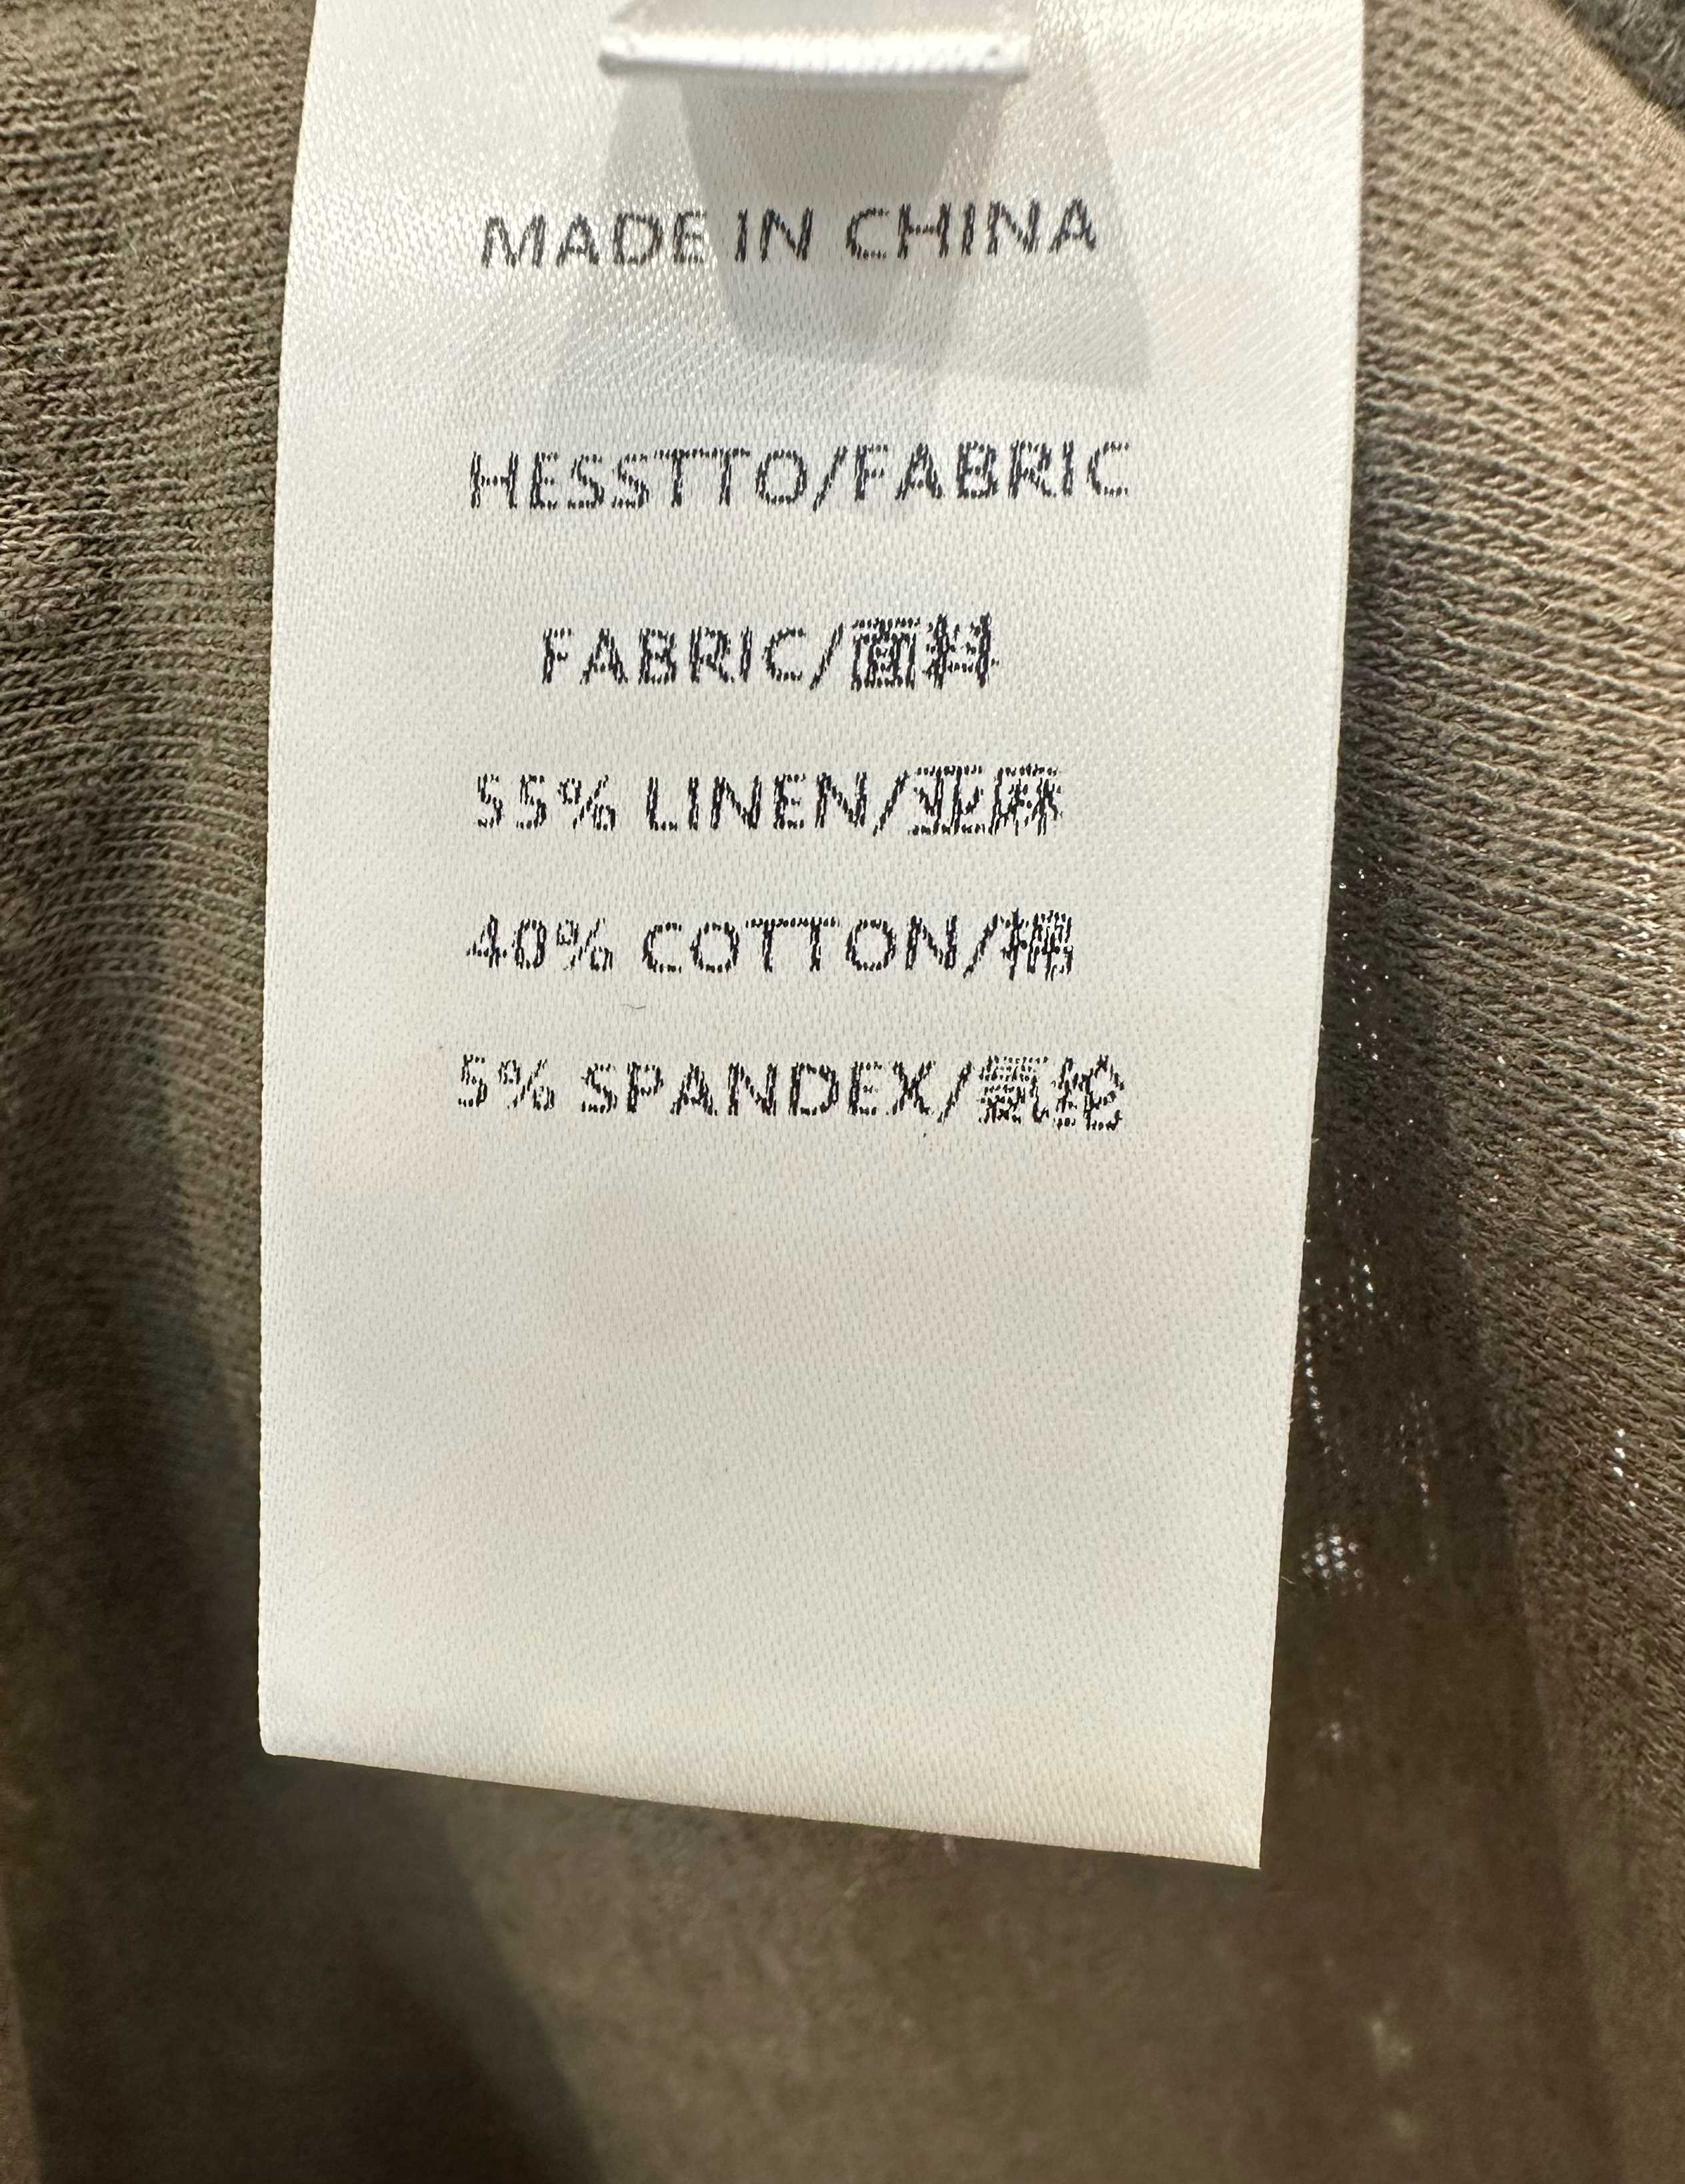 MADE IN CHINA
HESSTTO/FABRIC
FABRIC/面料
55% LINEN/亚麻
40% COTTON/棉
5% SPANDEX/氨纶